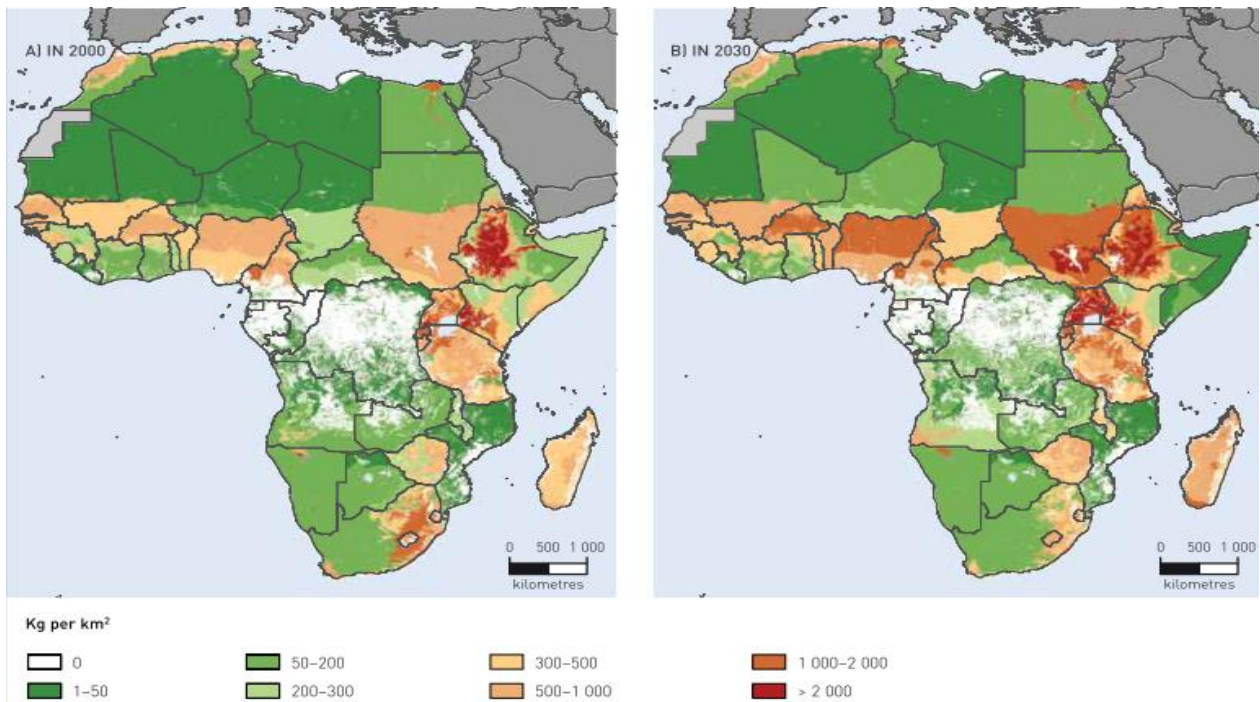 A) IN 2000
B) IN 2030
0 500 1 000
kilometres
0 500 1 000
kilometres
Kg per km²
0
50–200
300–500
1 000–2 000
1–50
200–300
500–1 000
> 2 000